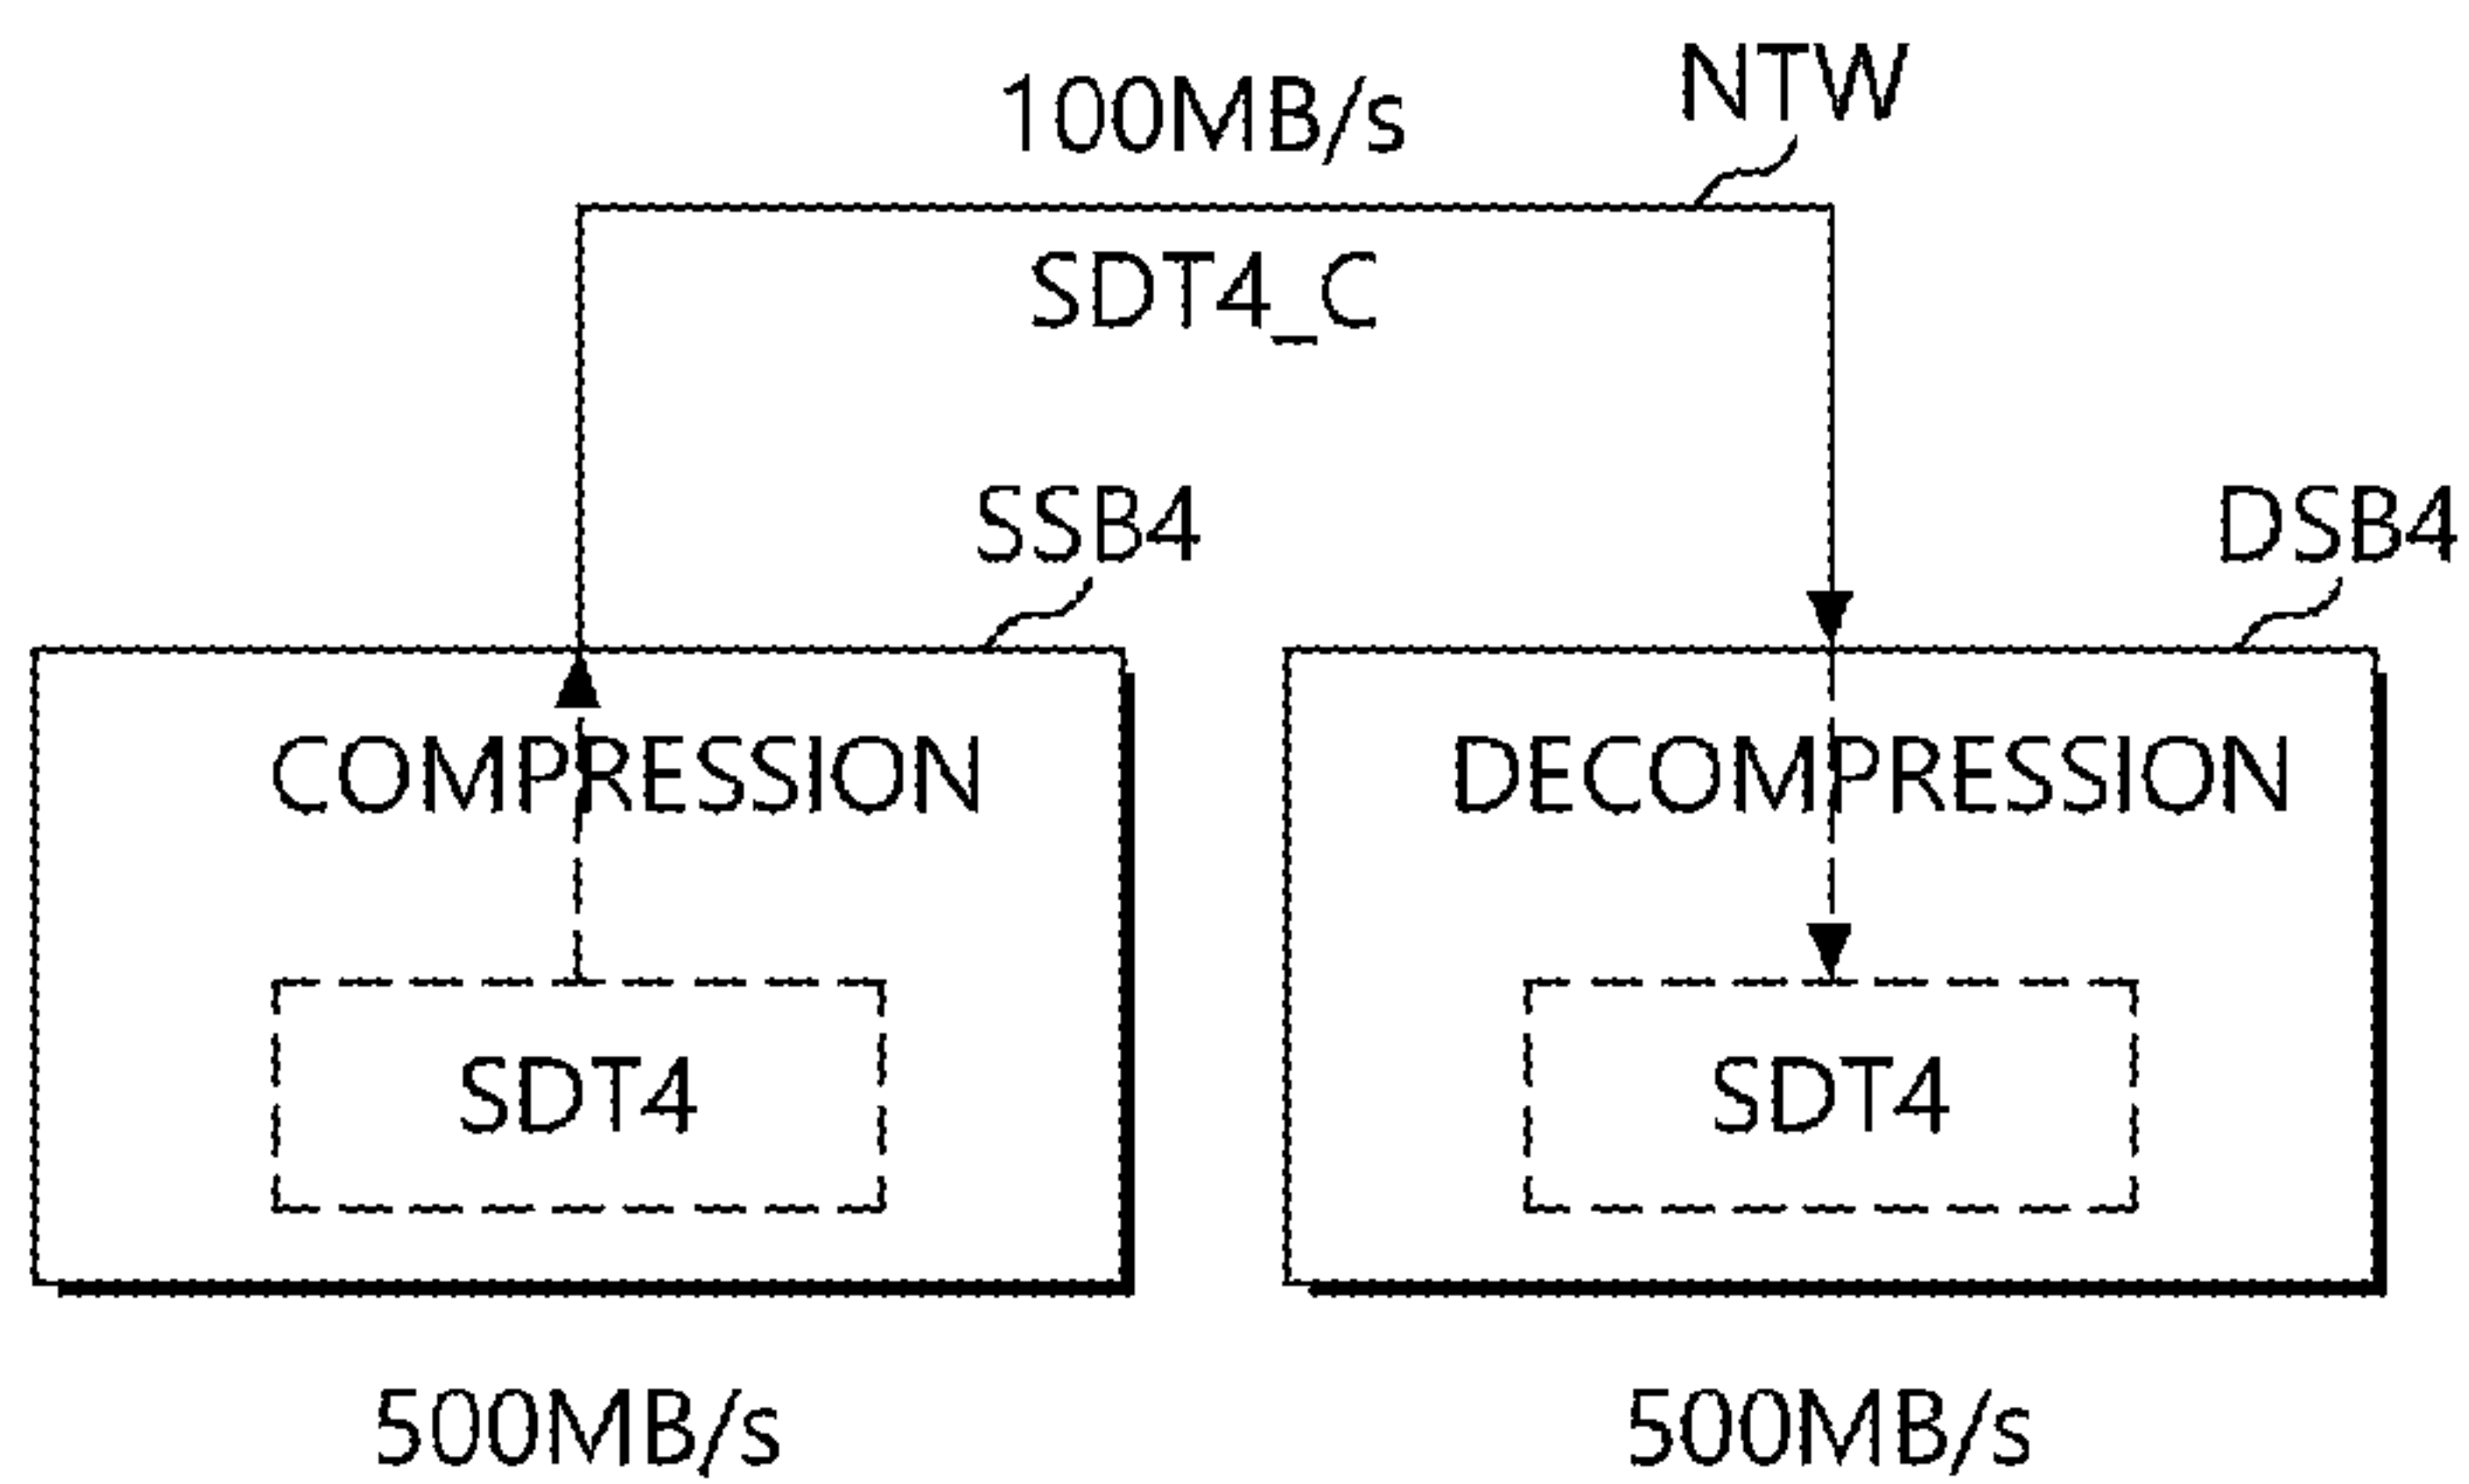 NTW
100MB/s
SDT4_C
SSB4
DSB4
COMPRESSION
DECOMPRESSION
SDT4
SDT4
500MB/s
500MB/s